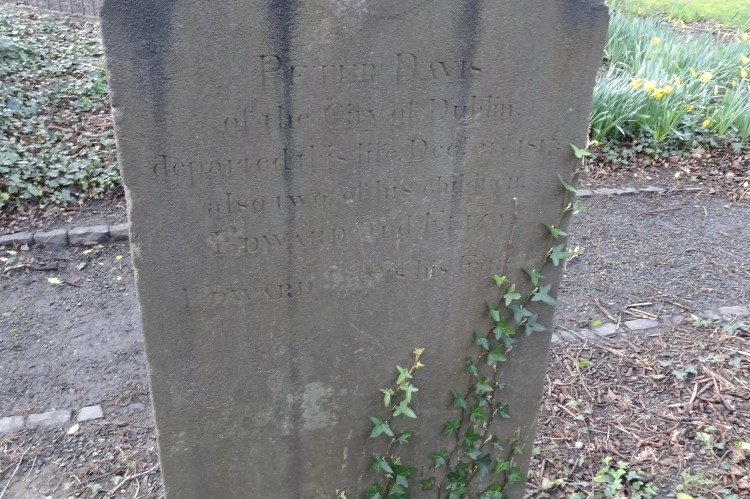 PETER DAVIS
of the City of Dublin.
departed this life Dec.
also two of his children
EDWARD and ELIZA
EDWARD Davis his